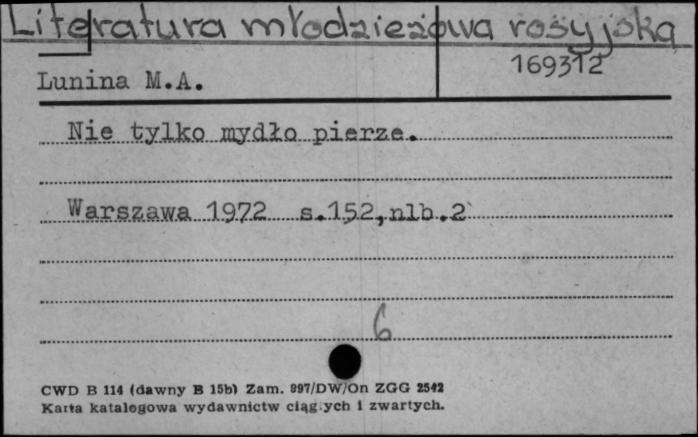 Literatura młodzieżowa rosyjska
169312
Lunina M.A.
Nie tylko mydło pierze.
Warszawa 1972 s.152,nlb.2
6
CWD B 114 (dawny B 15b) Zam. 997/DW/On ZGG 2542
Karta katalogowa wydawnictw ciągłych i zwartych.